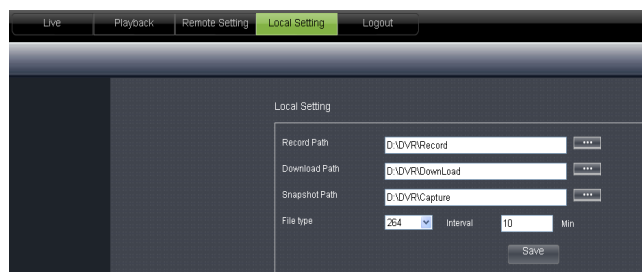 Live Playback Remote Setting Local Setting Logout
Local Setting
Record Path D:\DVR\Record ...
Download Path D:\DVR\DownLoad ...
Snapshot Path D:\DVR\Capture ...
File type 264 Interval 10 Min
Save